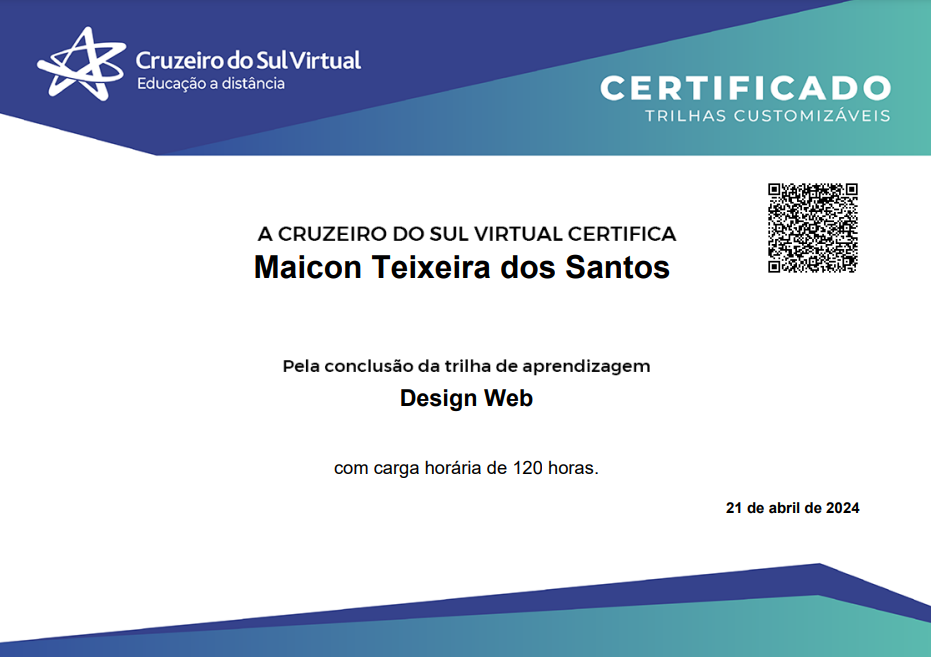 Cruzeiro do Sul Virtual
Educação a distância
CERTIFICADO
TRILHAS CUSTOMIZÁVEIS
A CRUZEIRO DO SUL VIRTUAL CERTIFICA
Maicon Teixeira dos Santos
Pela conclusão da trilha de aprendizagem
Design Web
com carga horária de 120 horas.
21 de abril de 2024